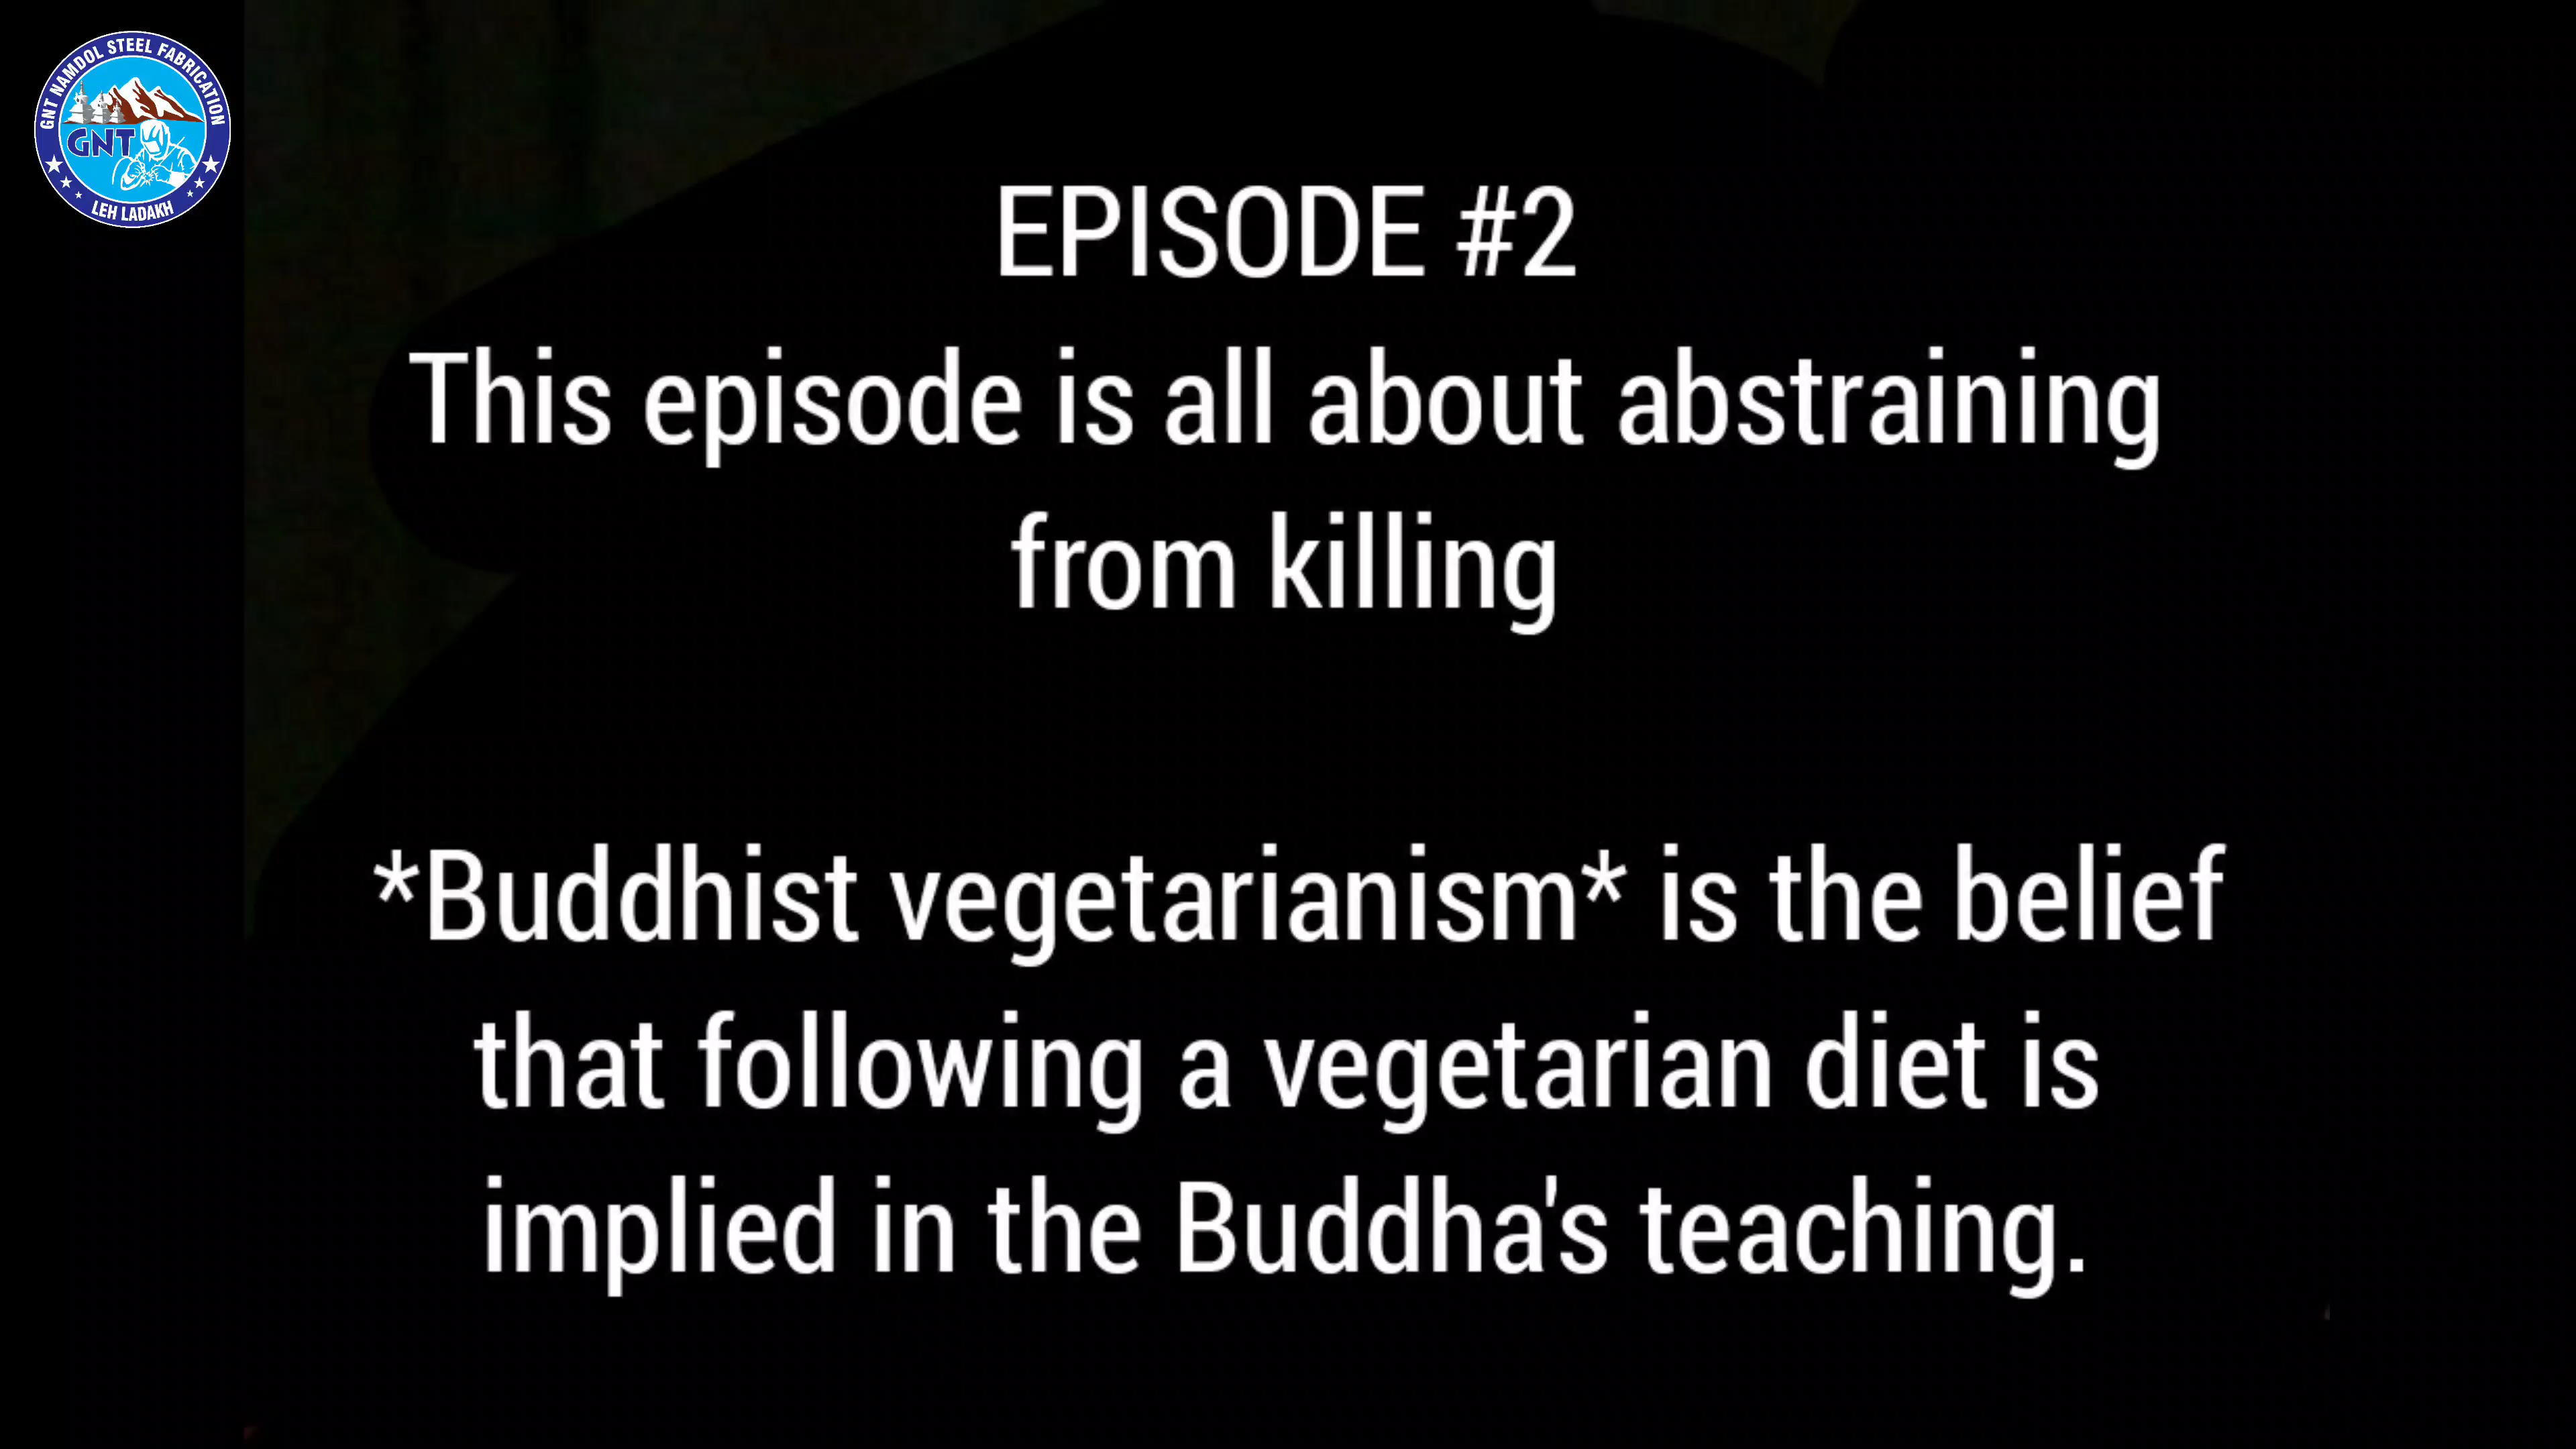 GNT NAMDOL STEEL FABRICATION
GNT
LEH LADAKH
EPISODE #2
This episode is all about abstraining
from killing
*Buddhist vegetarianism* is the belief
that following a vegetarian diet is
implied in the Buddha's teaching.